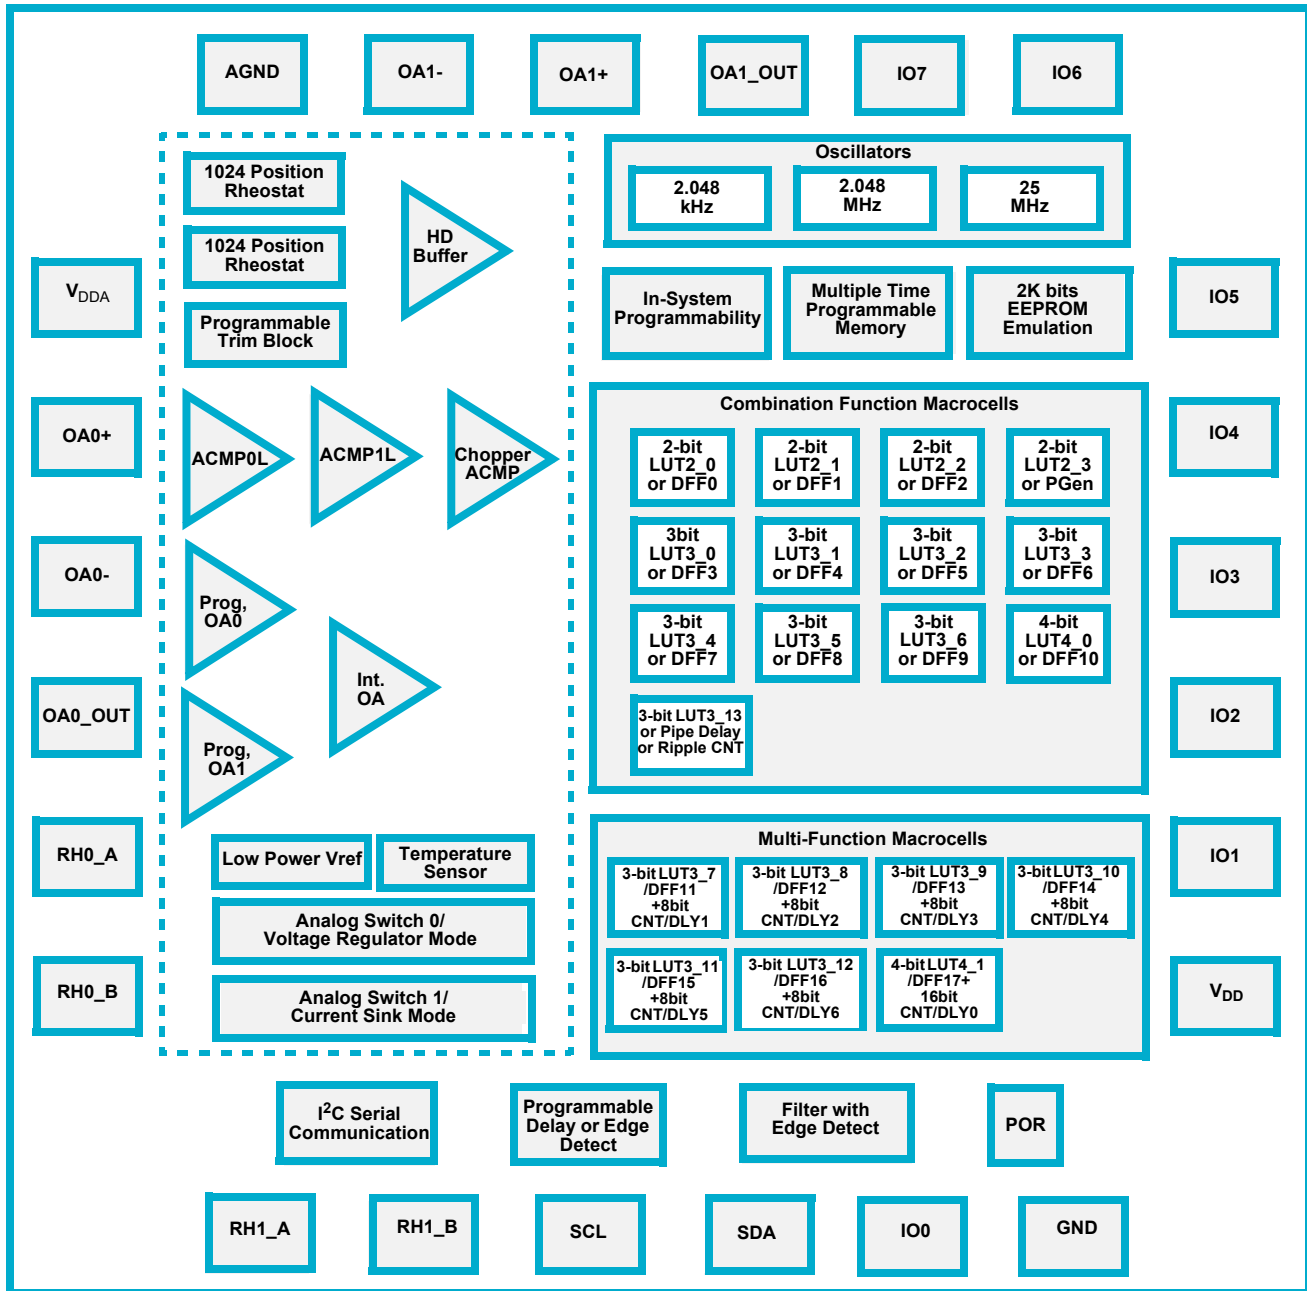 AGND
OA1-
OA1+
OA1_OUT
IO7
IO6
1024 Position
Rheostat
1024 Position
Rheostat
Programmable
Trim Block
HD
Buffer
Oscillators
2.048
kHz
2.048
MHz
25
MHz
In-System
Programmability
Multiple Time
Programmable
Memory
2K bits
EEPROM
Emulation
VDDA
OA0+
OA0-
OA0_OUT
RH0_A
RH0_B
ACMP0L
ACMP1L
Chopper
ACMP
Prog,
OA0
Int.
OA
Prog,
OA1
Low Power Vref
Temperature
Sensor
Analog Switch 0/
Voltage Regulator Mode
Analog Switch 1/
Current Sink Mode
Combination Function Macrocells
2-bit
LUT2_0
or DFF0
2-bit
LUT2_1
or DFF1
2-bit
LUT2_2
or DFF2
2-bit
LUT2_3
or PGen
3bit
LUT3_0
or DFF3
3-bit
LUT3_1
or DFF4
3-bit
LUT3_2
or DFF5
3-bit
LUT3_3
or DFF6
3-bit
LUT3_4
or DFF7
3-bit
LUT3_5
or DFF8
3-bit
LUT3_6
or DFF9
4-bit
LUT4_0
or DFF10
3-bit LUT3_13
or Pipe Delay
or Ripple CNT
Multi-Function Macrocells
3-bit LUT3_7
/DFF11
+8bit
CNT/DLY1
3-bit LUT3_8
/DFF12
+8bit
CNT/DLY2
3-bit LUT3_9
/DFF13
+8bit
CNT/DLY3
3-bit LUT3_10
/DFF14
+8bit
CNT/DLY4
3-bit LUT3_11
/DFF15
+8bit
CNT/DLY5
3-bit LUT3_12
/DFF16
+8bit
CNT/DLY6
4-bit LUT4_1
/DFF17+
16bit
CNT/DLY0
IO5
IO4
IO3
IO2
IO1
VDD
I2C Serial
Communication
Programmable
Delay or Edge
Detect
Filter with
Edge Detect
POR
RH1_A
RH1_B
SCL
SDA
IO0
GND